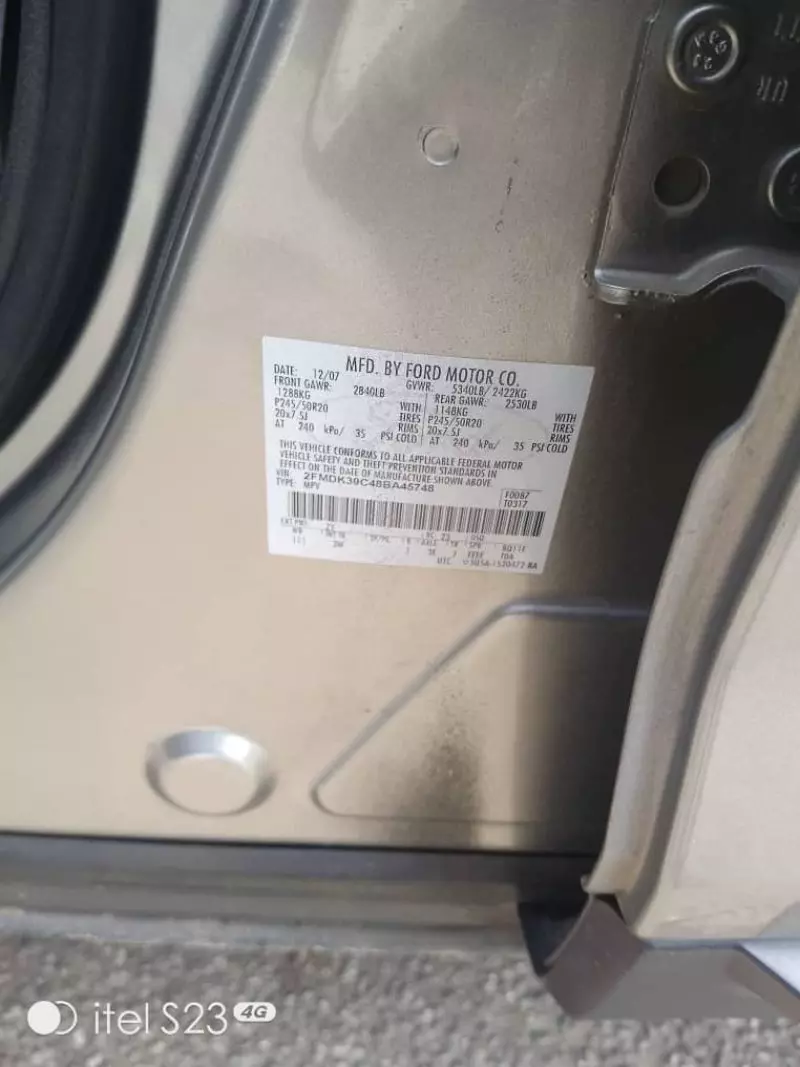 MFD. BY FORD MOTOR CO.
DATE: 12/07 GVWR: 5340LB/ 2422KG
FRONT GAWR: 2840LB REAR GAWR: 2530LB
1288KG WITH 1148KG WITH
P245/50R20 TIRES P245/50R20 TIRES
20x7.5J RIMS 20x7.5J RIMS
AT 240 kPa/ 35 PSI COLD AT 240 kPa/ 35 PSI COLD
THIS VEHICLE CONFORMS TO ALL APPLICABLE FEDERAL MOTOR
VEHICLE SAFETY AND THEFT PREVENTION STANDARDS IN
EFFECT ON THE DATE OF MANUFACTURE SHOWN ABOVE.
VIN: 2FMDK39C48BA45748
TYPE: MPV
F0087
T0317
EXT PNT:
WB
UTC
itel S23 4G